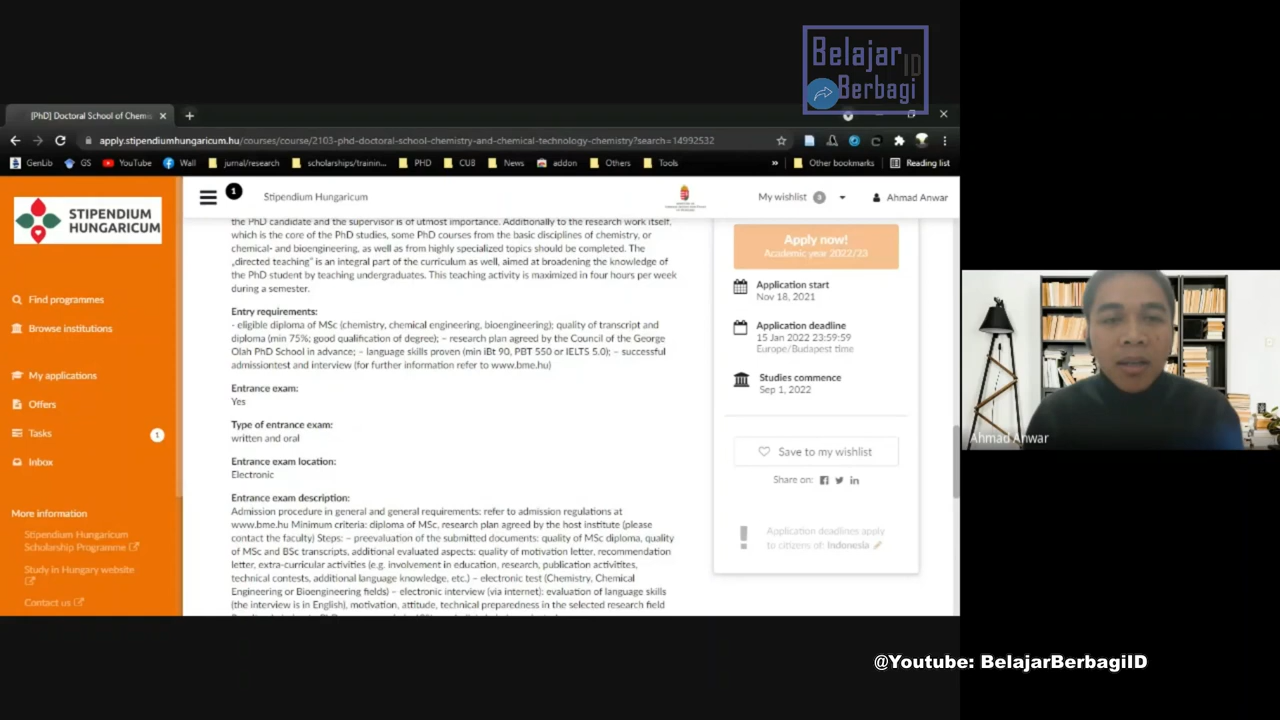 Belajar
ID
Berbagi
[PhD] Doctoral School of Chemis
apply.stipendiumhungaricum.hu/courses/course/2103-phd-doctoral-school-chemistry-and-chemical-technology-chemistry?search=14992532
GenLib
GS
YouTube
Wall
jurnal/research
scholarships/trainin...
PHD
CUB
News
addon
Others
Tools
»
Other bookmarks
Reading list
STIPENDIUM
HUNGARICUM
1
Stipendium Hungaricum
My wishlist
0
Ahmad Anwar
Find programmes
Browse institutions
My applications
Offers
Tasks
1
Inbox
More information
Stipendium Hungaricum
Scholarship Programme
Study in Hungary website
Contact us
the PhD candidate and the supervisor is of utmost importance. Additionally to the research work itself,
which is the core of the PhD studies, some PhD courses from the basic disciplines of chemistry, or
chemical- and bioengineering, as well as from highly specialized topics should be completed. The
„directed teaching” is an integral part of the curriculum as well, aimed at broadening the knowledge of
the PhD student by teaching undergraduates. This teaching activity is maximized in four hours per week
during a semester.
Entry requirements:
- eligible diploma of MSc (chemistry, chemical engineering, bioengineering); quality of transcript and
diploma (min 75%; good qualification of degree); – research plan agreed by the Council of the George
Olah PhD School in advance; – language skills proven (min iBt 90, PBT 550 or IELTS 5.0); – successful
admissiontest and interview (for further information refer to www.bme.hu)
Entrance exam:
Yes
Type of entrance exam:
written and oral
Entrance exam location:
Electronic
Entrance exam description:
Admission procedure in general and general requirements: refer to admission regulations at
www.bme.hu Minimum criteria: diploma of MSc, research plan agreed by the host institute (please
contact the faculty) Steps: – preevaluation of the submitted documents: quality of MSc diploma, quality
of MSc and BSc transcripts, additional evaluated aspects: quality of motivation letter, recommendation
letter, extra-curricular activities (e.g. involvement in education, research, publication activitites,
technical contests, additional language knowledge, etc.) – electronic test (Chemistry, Chemical
Engineering or Bioengineering fields) – electronic interview (via internet): evaluation of language skills
(the interview is in English), motivation, attitude, technical preparedness in the selected research field
Apply now!
Academic year 2022/23
Application start
Nov 18, 2021
Application deadline
15 Jan 2022 23:59:59
Europe/Budapest time
Studies commence
Sep 1, 2022
Save to my wishlist
Share on:
Application deadlines apply
to citizens of: Indonesia
Ahmad Anwar
@Youtube: BelajarBerbagiID